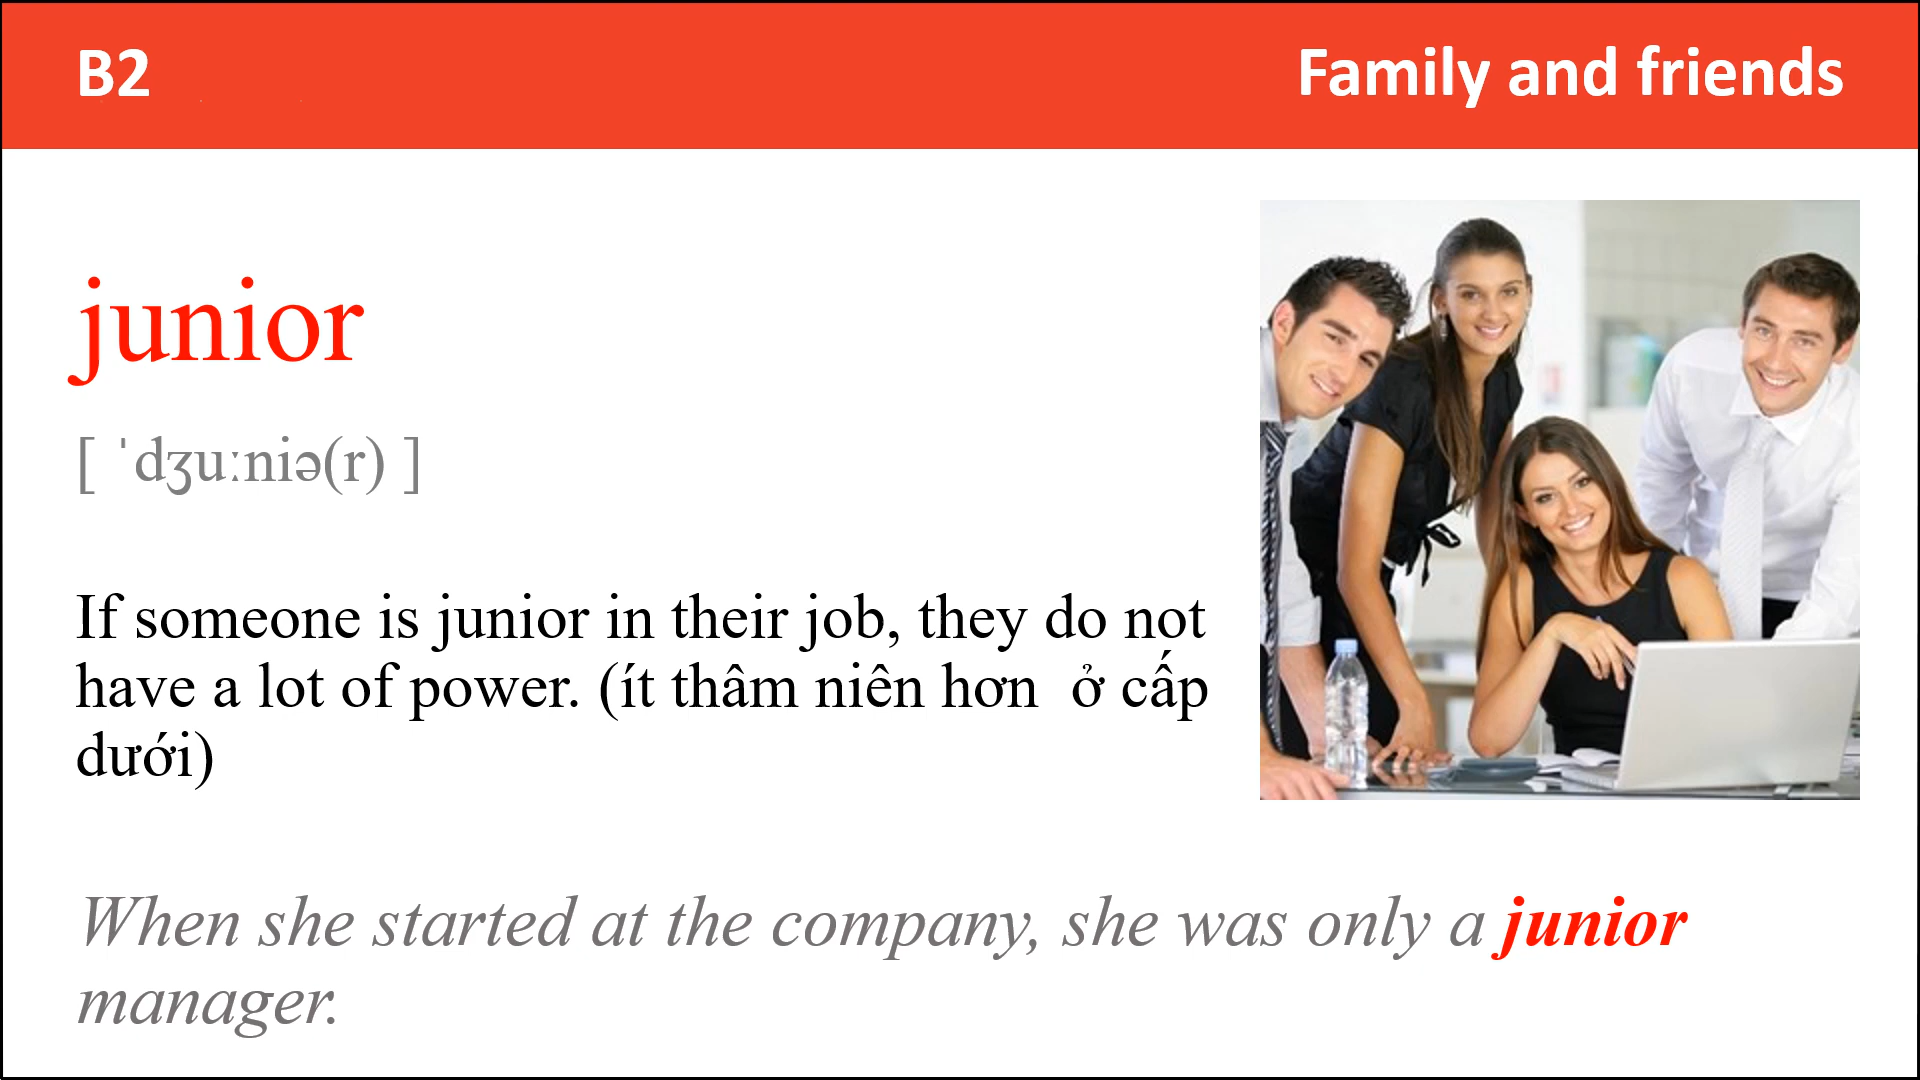 B2
Family and friends
junior
[ ˈdʒuːniə(r) ]
If someone is junior in their job, they do not
have a lot of power. (ít thâm niên hơn  ở cấp
dưới)
When she started at the company, she was only a junior
manager.